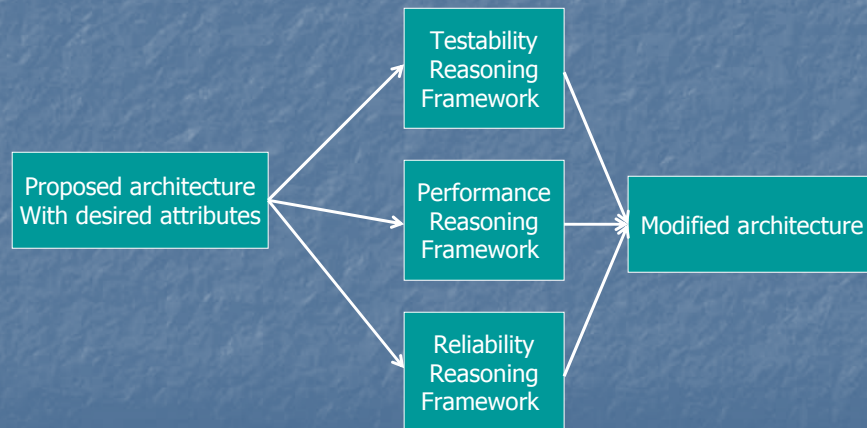 Testability
Reasoning
Framework
Proposed architecture
With desired attributes
Performance
Reasoning
Framework
Modified architecture
Reliability
Reasoning
Framework